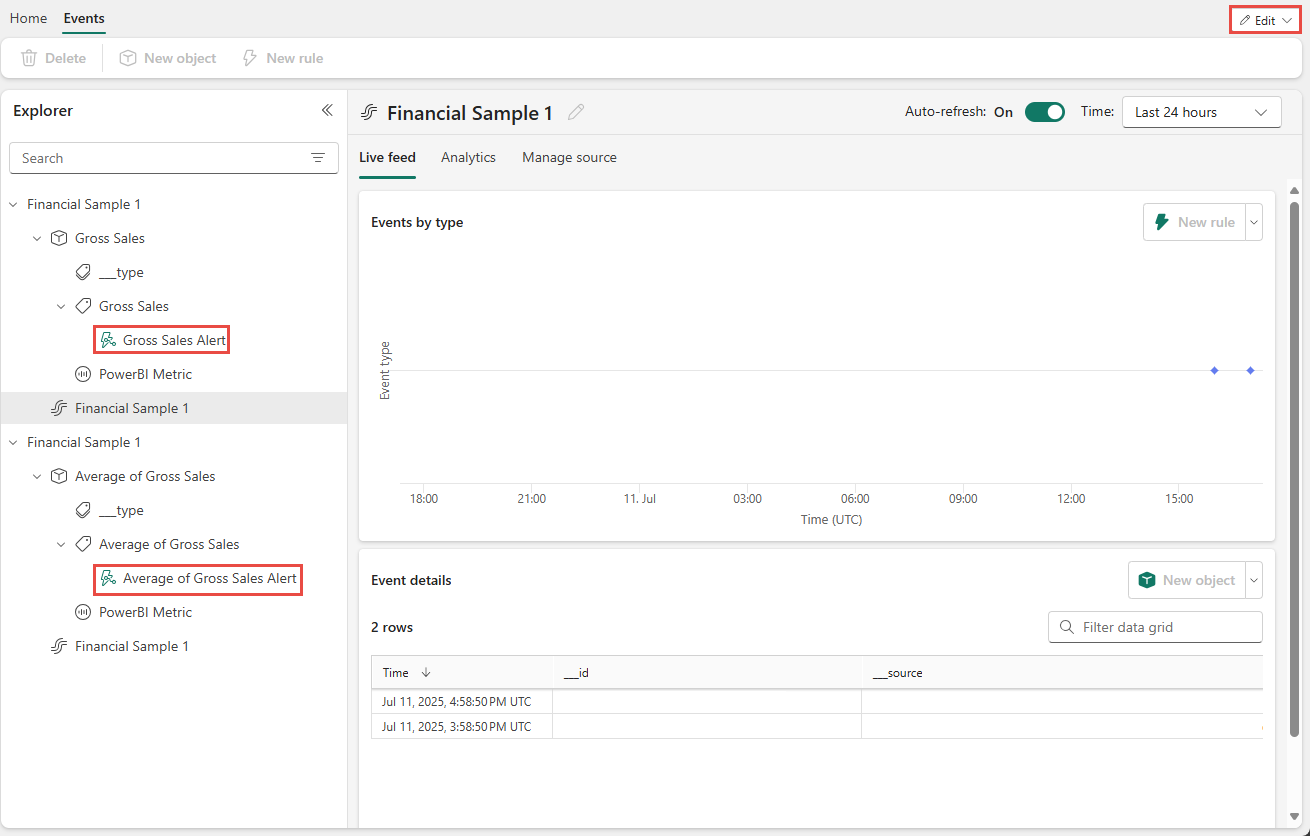 Home Events
Edit
Delete New object New rule
Explorer
Search
Financial Sample 1
Gross Sales
___type
Gross Sales
Gross Sales Alert
PowerBI Metric
Financial Sample 1
Financial Sample 1
Average of Gross Sales
___type
Average of Gross Sales
Average of Gross Sales Alert
PowerBI Metric
Financial Sample 1
Financial Sample 1
Auto-refresh: On Time: Last 24 hours
Live feed Analytics Manage source
Events by type
New rule
Event type
18:00 21:00 11. Jul 03:00 06:00 09:00 12:00 15:00
Time (UTC)
Event details
New object
2 rows
Filter data grid
Time ___id ___source
Jul 11, 2025, 4:58:50 PM UTC
Jul 11, 2025, 3:58:50 PM UTC